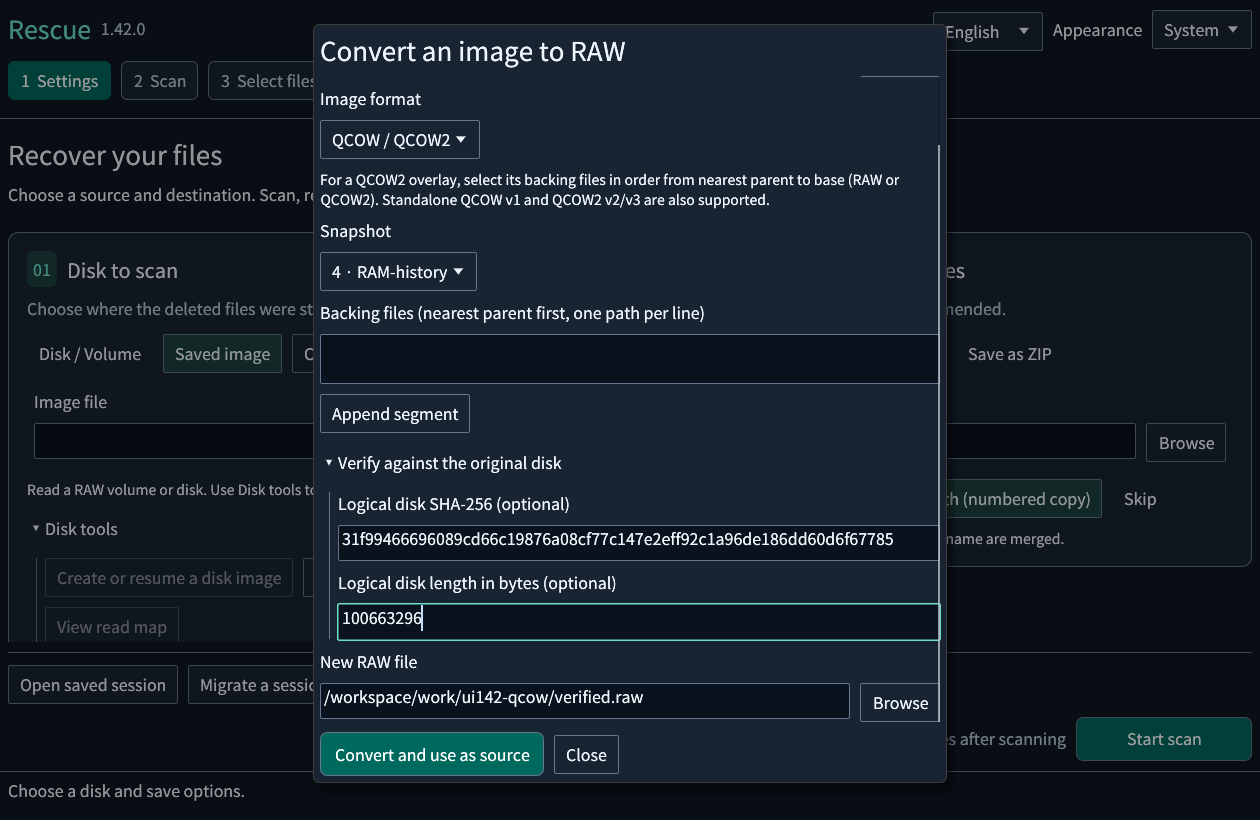 Rescue 1.42.0
English
Appearance
System
1 Settings
2 Scan
3 Select files
Recover your files
Choose a source and destination. Scan,
01 Disk to scan
Choose where the deleted files were
Disk / Volume
Saved image
Image file
Read a RAW volume or disk. Use Disk tools
Disk tools
Create or resume a disk image
View read map
Open saved session
Migrate a
Choose a disk and save options.
Convert an image to RAW
Image format
QCOW / QCOW2
For a QCOW2 overlay, select its backing files in order from nearest parent to base (RAW or
QCOW2). Standalone QCOW v1 and QCOW2 v2/v3 are also supported.
Snapshot
4 · RAM-history
Backing files (nearest parent first, one path per line)
Append segment
Verify against the original disk
Logical disk SHA-256 (optional)
31f99466696089cd66c19876a08cf77c147e2eff92c1a96de186dd60d6f67785
Logical disk length in bytes (optional)
100663296
New RAW file
/workspace/work/ui142-qcow/verified.raw
Browse
Convert and use as source
Close
Save as ZIP
Browse
(numbered copy)
Skip
name are merged.
after scanning
Start scan